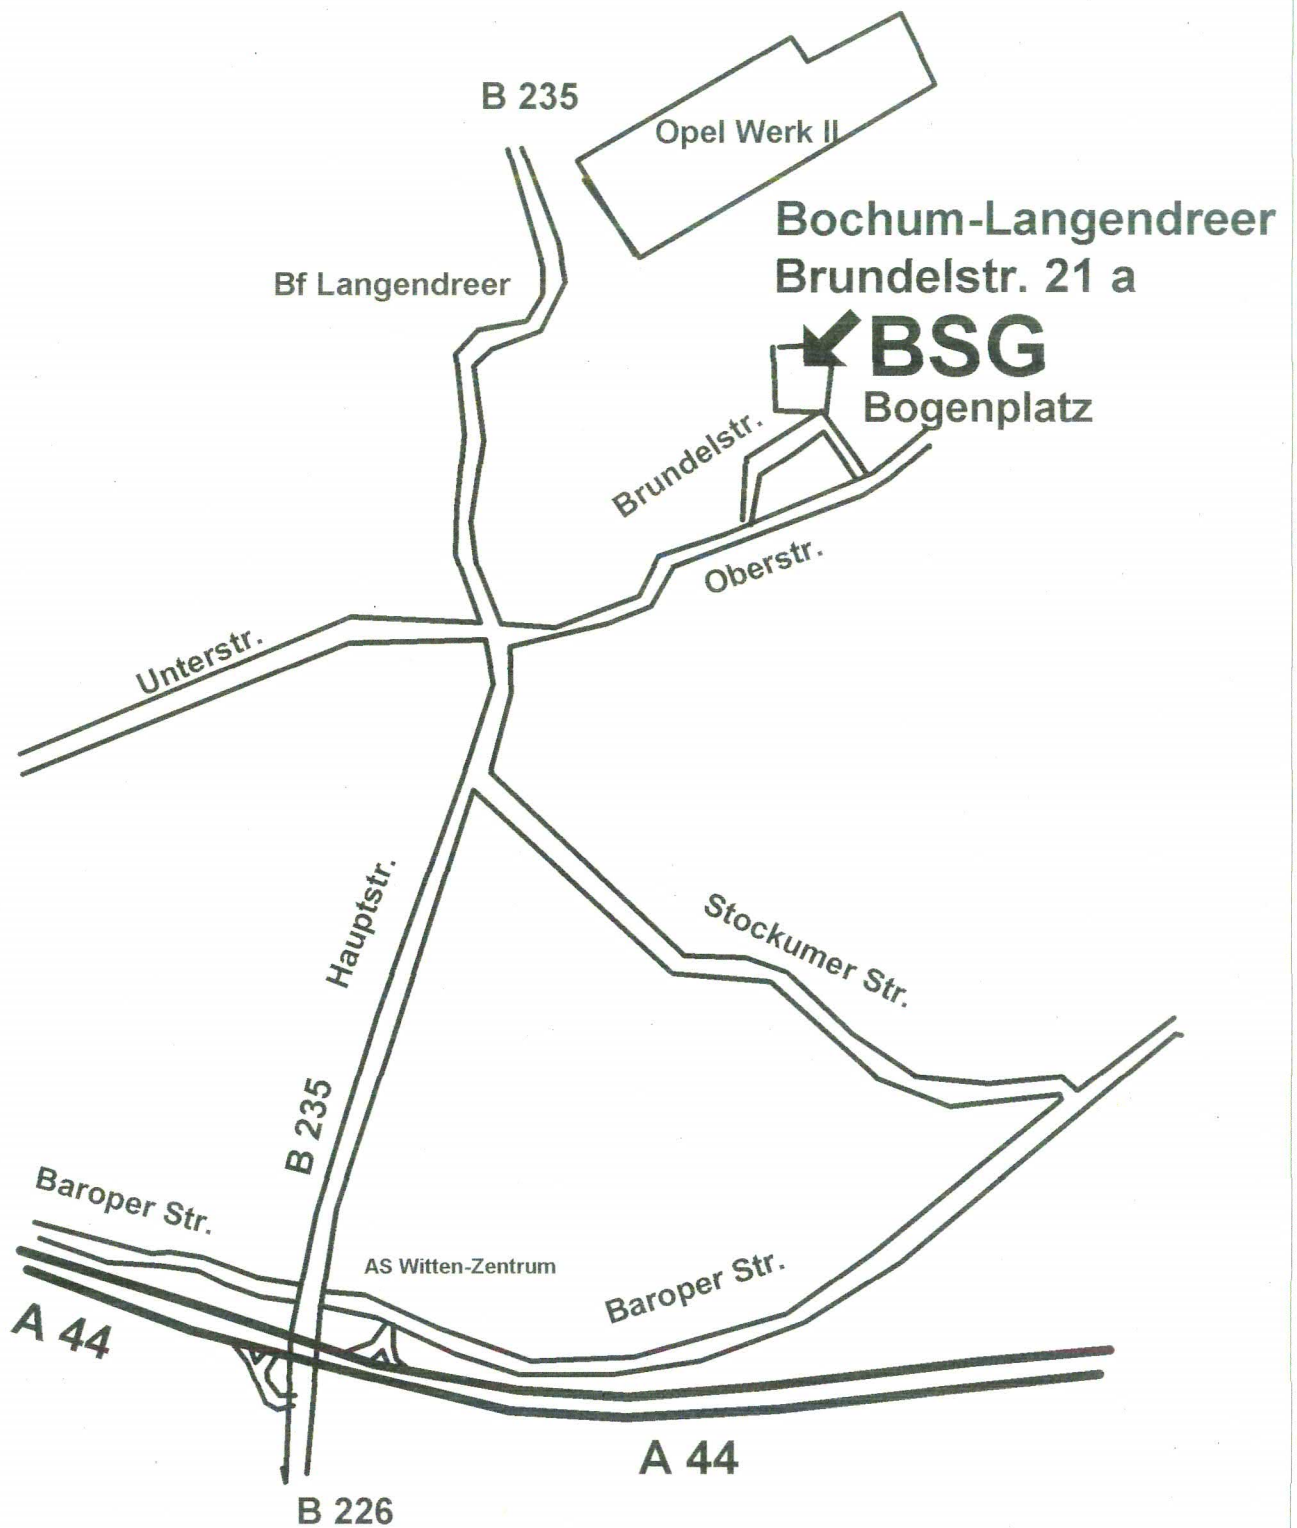 B 235
Opel Werk II
Bochum-Langendreer
Brundelstr. 21 a
Bf Langendreer
BSG
Bogenplatz
Brundelstr.
Oberstr.
Unterstr.
Hauptstr.
Stockumer Str.
B 235
Baroper Str.
AS Witten-Zentrum
Baroper Str.
A 44
A 44
B 226